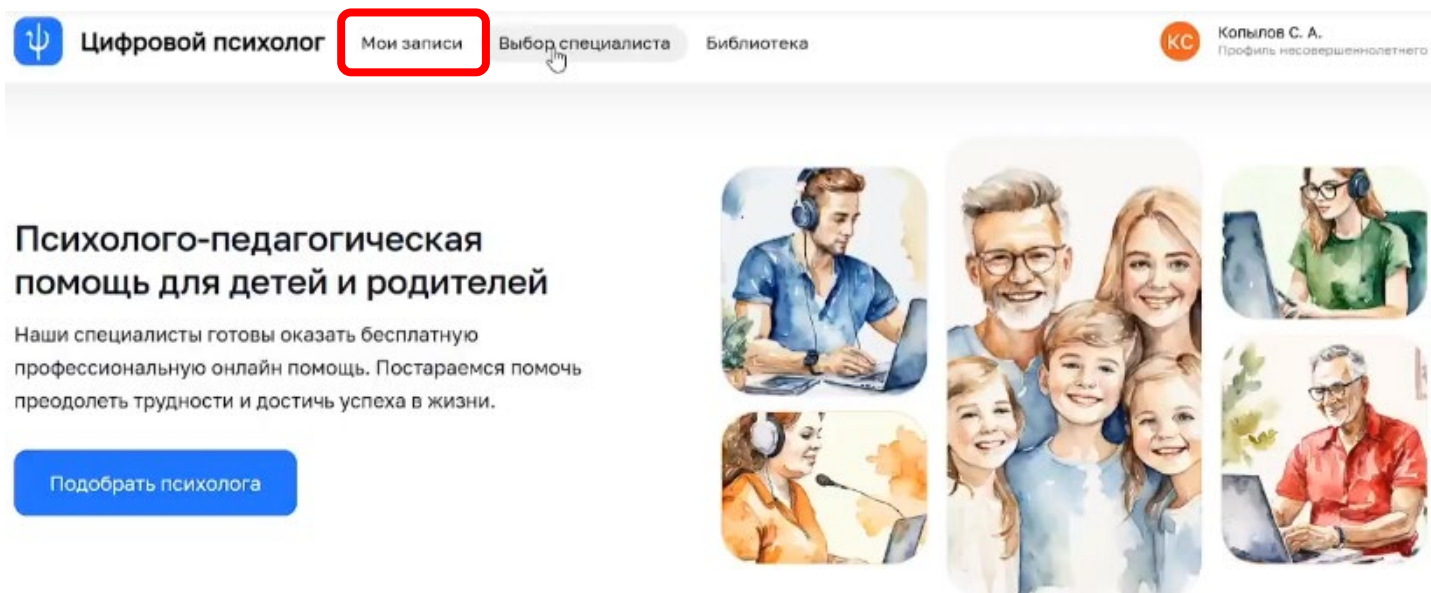 Цифровой психолог
Мои записи
Выбор специалиста
Библиотека
КС
Копылов С. А.
Профиль несовершеннолетнего
Психолого-педагогическая
помощь для детей и родителей
Наши специалисты готовы оказать бесплатную
профессиональную онлайн помощь. Постараемся помочь
преодолеть трудности и достичь успеха в жизни.
Подобрать психолога